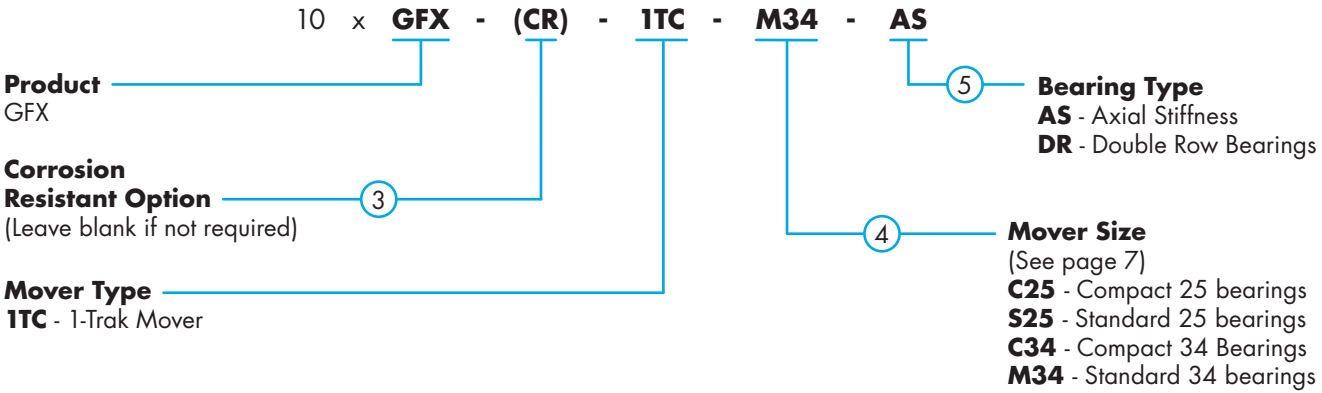 10 x GFX - (CR) - 1TC - M34 - AS
Product
GFX
Corrosion
Resistant Option
(Leave blank if not required)
3
Mover Type
1TC - 1-Trak Mover
5
Bearing Type
AS - Axial Stiffness
DR - Double Row Bearings
4
Mover Size
(See page 7)
C25 - Compact 25 bearings
S25 - Standard 25 bearings
C34 - Compact 34 Bearings
M34 - Standard 34 bearings